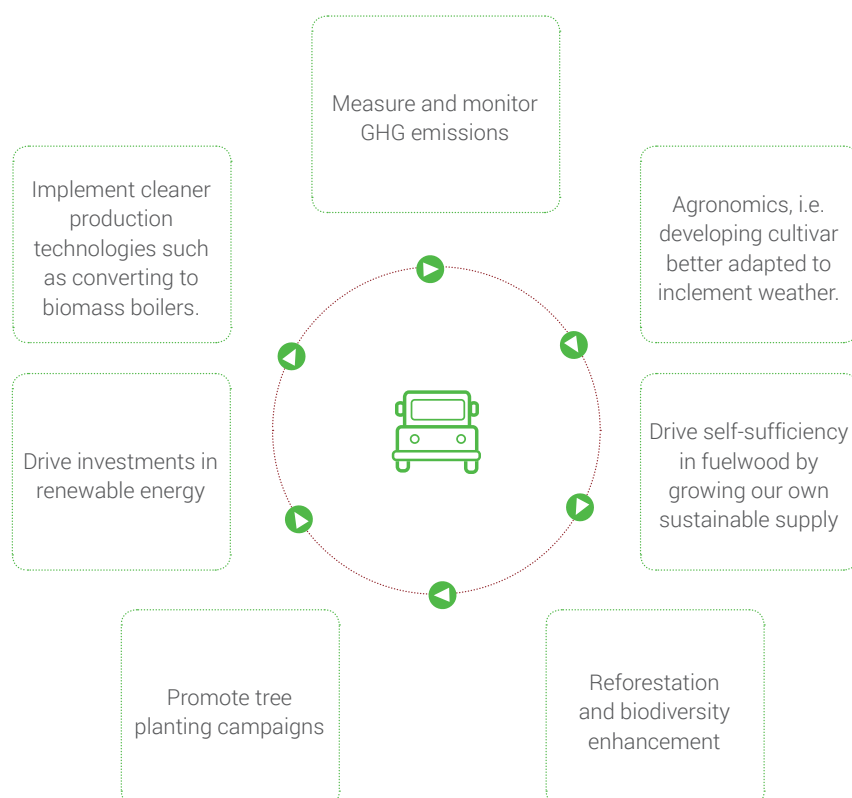 Measure and monitor
GHG emissions
Agronomics, i.e.
developing cultivar
better adapted to
inclement weather.
Drive self-sufficiency
in fuelwood by
growing our own
sustainable supply
Reforestation
and biodiversity
enhancement
Promote tree
planting campaigns
Drive investments in
renewable energy
Implement cleaner
production
technologies such
as converting to
biomass boilers.